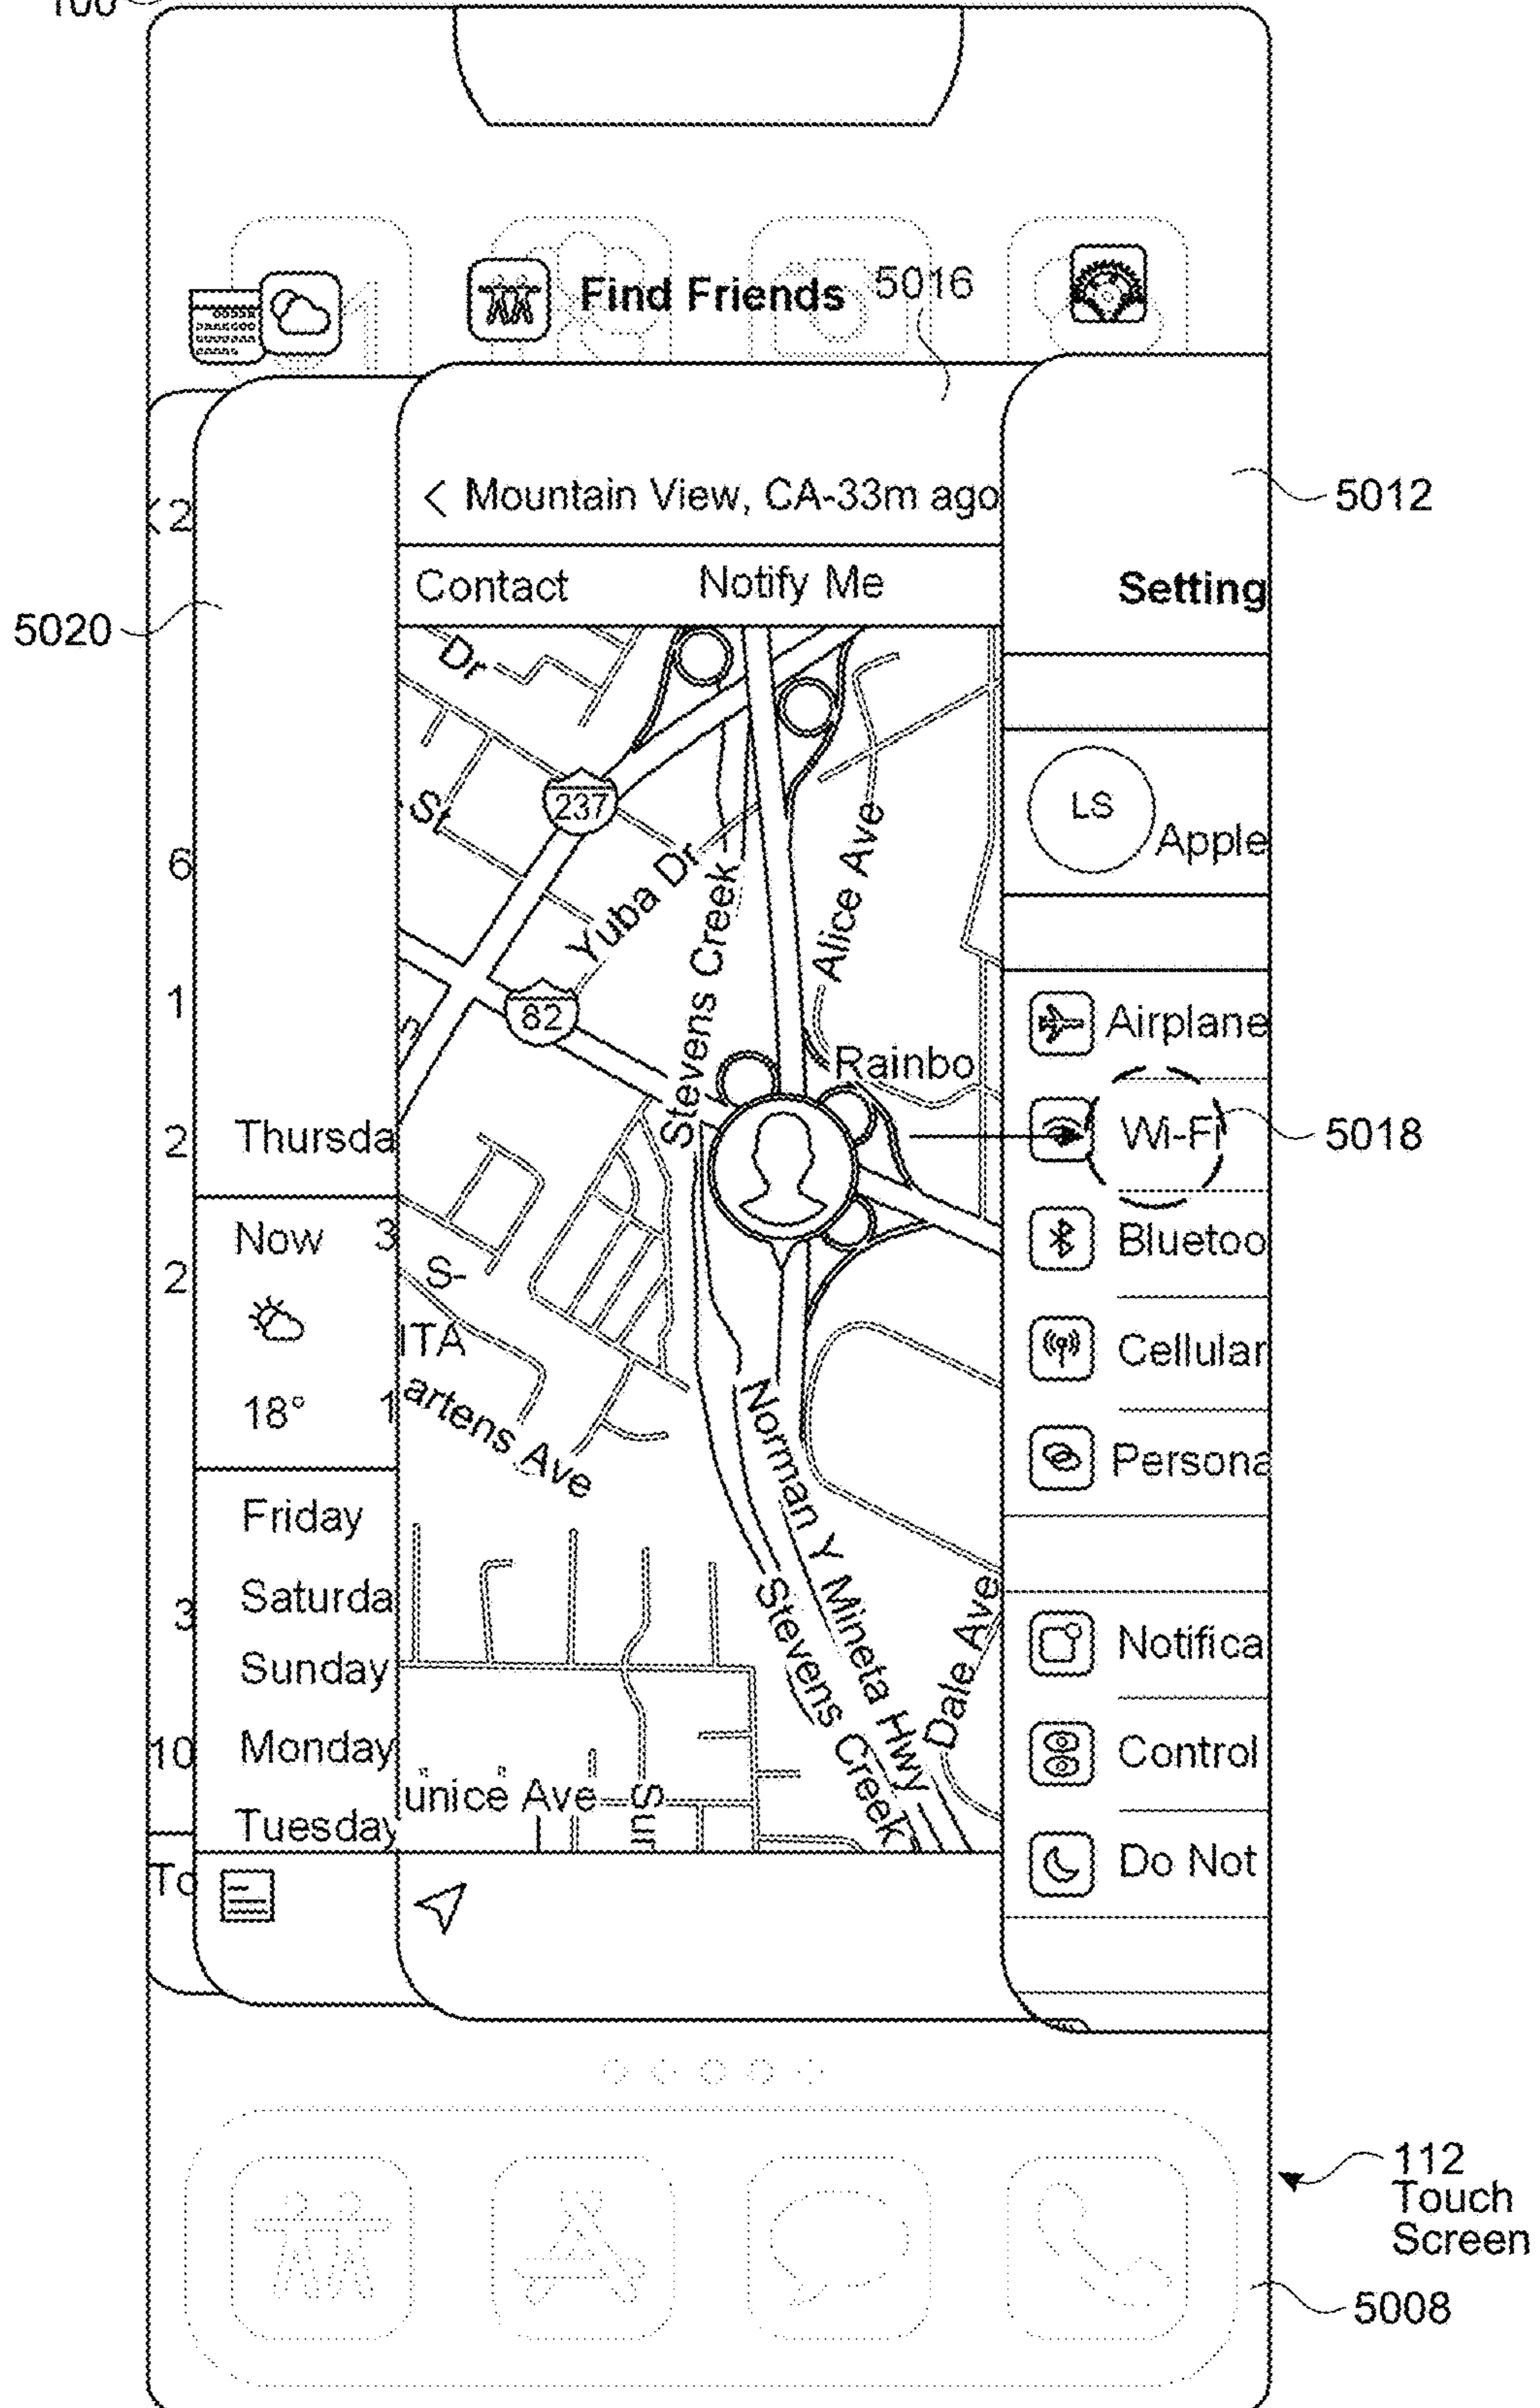 100
Find Friends
5016
< Mountain View, CA-33m ago
5012
Contact
Notify Me
Setting
5020
< 2
6
1
2
2
3
10
To
Thursda
Now
3
18°
1
Friday
Saturda
Sunday
Monday
Tuesday
Dr
St
237
Yuba Dr
Stevens Creek
Alice Ave
82
Rainbo
S-
ITA
artens Ave
Norman Y Mineta Hwy
Stevens Creek
Dale Ave
unice Ave
Sur
LS
Apple
Airplane
Wi-Fi
5018
Bluetoo
Cellular
Persona
Notifica
Control
Do Not
112
Touch
Screen
5008